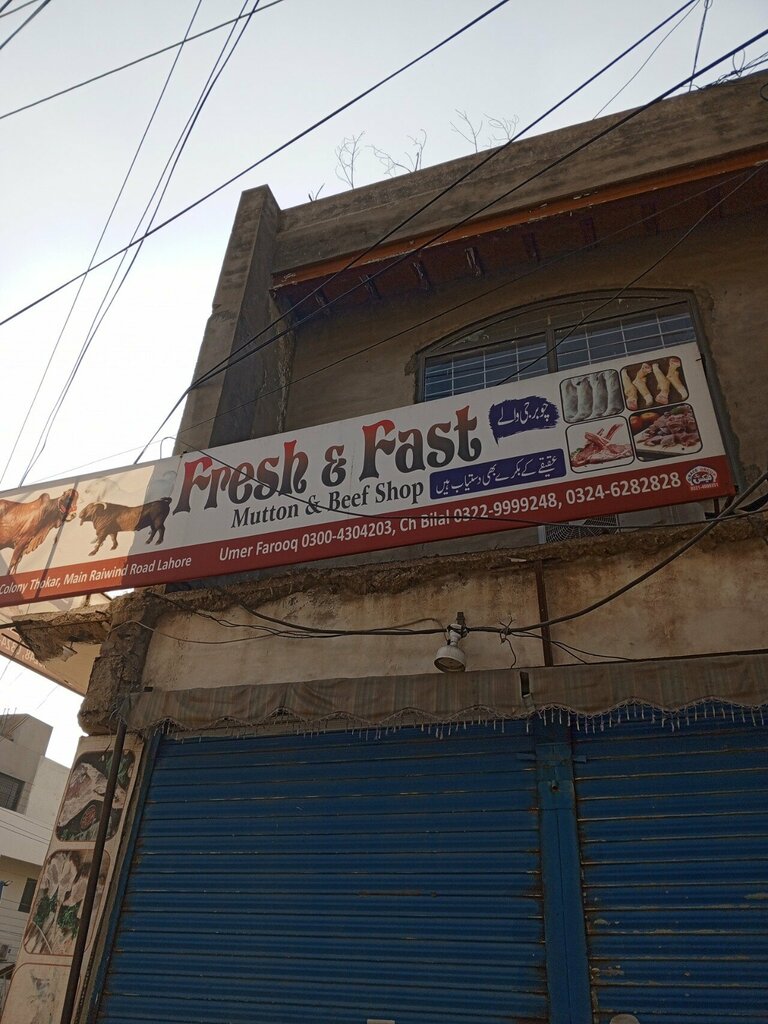 Fresh & Fast
چوبرجی والے
Mutton & Beef Shop
عقیقے کے بکرے بھی دستیاب ہیں
Umer Farooq 0300-4304203, Ch Bilal 0322-9999248, 0324-6282828
Colony Thokar, Main Raiwind Road Lahore